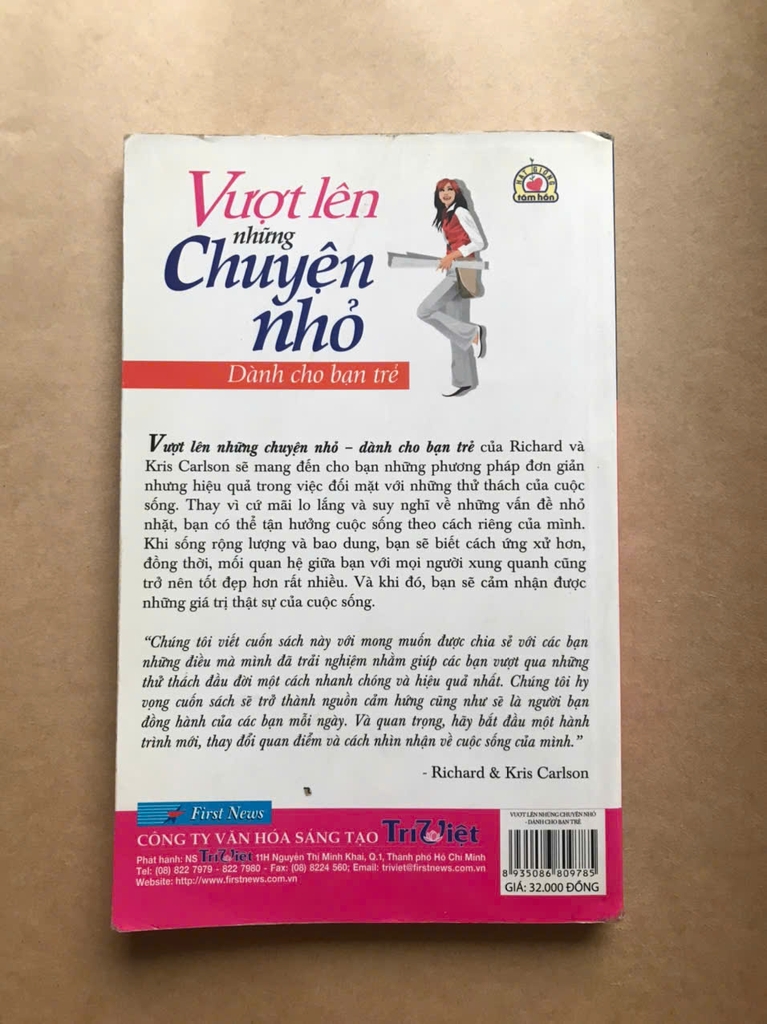 Vượt lên
những
Chuyện
nhỏ
Dành cho bạn trẻ
HẠT GIỐNG
tâm hồn
Vượt lên những chuyện nhỏ – dành cho bạn trẻ của Richard và
Kris Carlson sẽ mang đến cho bạn những phương pháp đơn giản
nhưng hiệu quả trong việc đối mặt với những thử thách của cuộc
sống. Thay vì cứ mãi lo lắng và suy nghĩ về những vấn đề nhỏ
nhặt, bạn có thể tận hưởng cuộc sống theo cách riêng của mình.
Khi sống rộng lượng và bao dung, bạn sẽ biết cách ứng xử hơn,
đồng thời, mối quan hệ giữa bạn với mọi người xung quanh cũng
trở nên tốt đẹp hơn rất nhiều. Và khi đó, bạn sẽ cảm nhận được
những giá trị thật sự của cuộc sống.
“Chúng tôi viết cuốn sách này với mong muốn được chia sẻ với các bạn
những điều mà mình đã trải nghiệm nhằm giúp các bạn vượt qua những
thử thách đầu đời một cách nhanh chóng và hiệu quả nhất. Chúng tôi hy
vọng cuốn sách sẽ trở thành nguồn cảm hứng cũng như sẽ là người bạn
đồng hành của các bạn mỗi ngày. Và quan trọng, hãy bắt đầu một hành
trình mới, thay đổi quan điểm và cách nhìn nhận về cuộc sống của mình.”
- Richard & Kris Carlson
First News
CÔNG TY VĂN HÓA SÁNG TẠO Trí Việt
Phát hành: NS Trí Việt 11H Nguyễn Thị Minh Khai, Q.1, Thành phố Hồ Chí Minh
Tel: (08) 822 7979 - 822 7980 - Fax: (08) 8224 560; Email: triviet@firstnews.com.vn
Website: http://www.firstnews.com.vn
VƯỢT LÊN NHỮNG CHUYỆN NHỎ
- DÀNH CHO BẠN TRẺ
8 935086 809785
GIÁ: 32.000 ĐỒNG